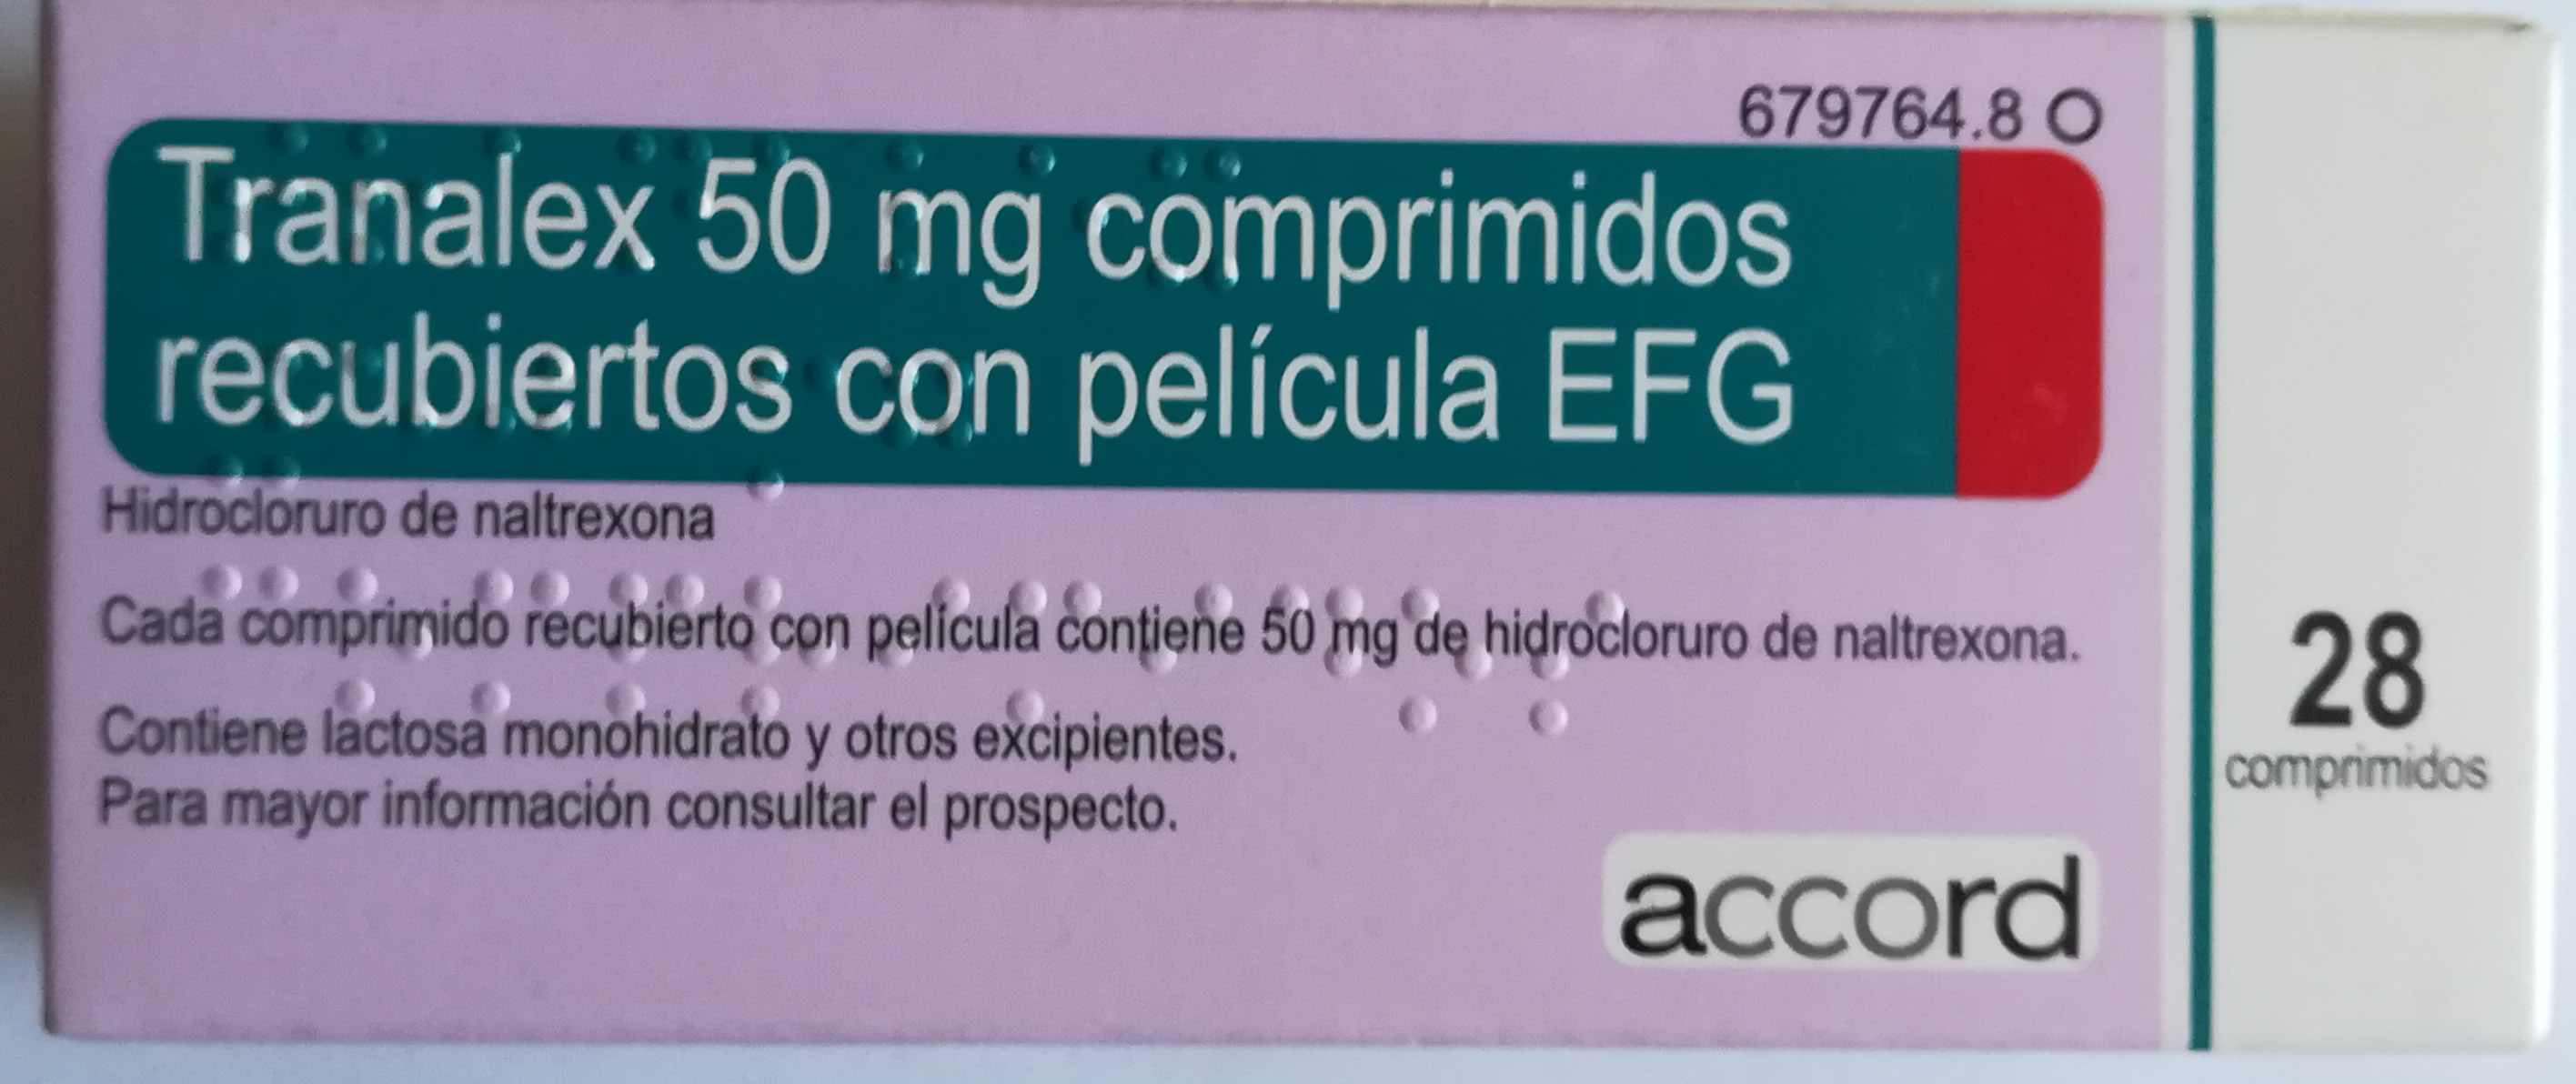 679764.8 O
Tranalex 50 mg comprimidos
recubiertos con película EFG
Hidrocloruro de naltrexona
Cada comprimido recubierto con película contiene 50 mg de hidrocloruro de naltrexona.
Contiene lactosa monohidrato y otros excipientes.
Para mayor información consultar el prospecto.
accord
28
comprimidos